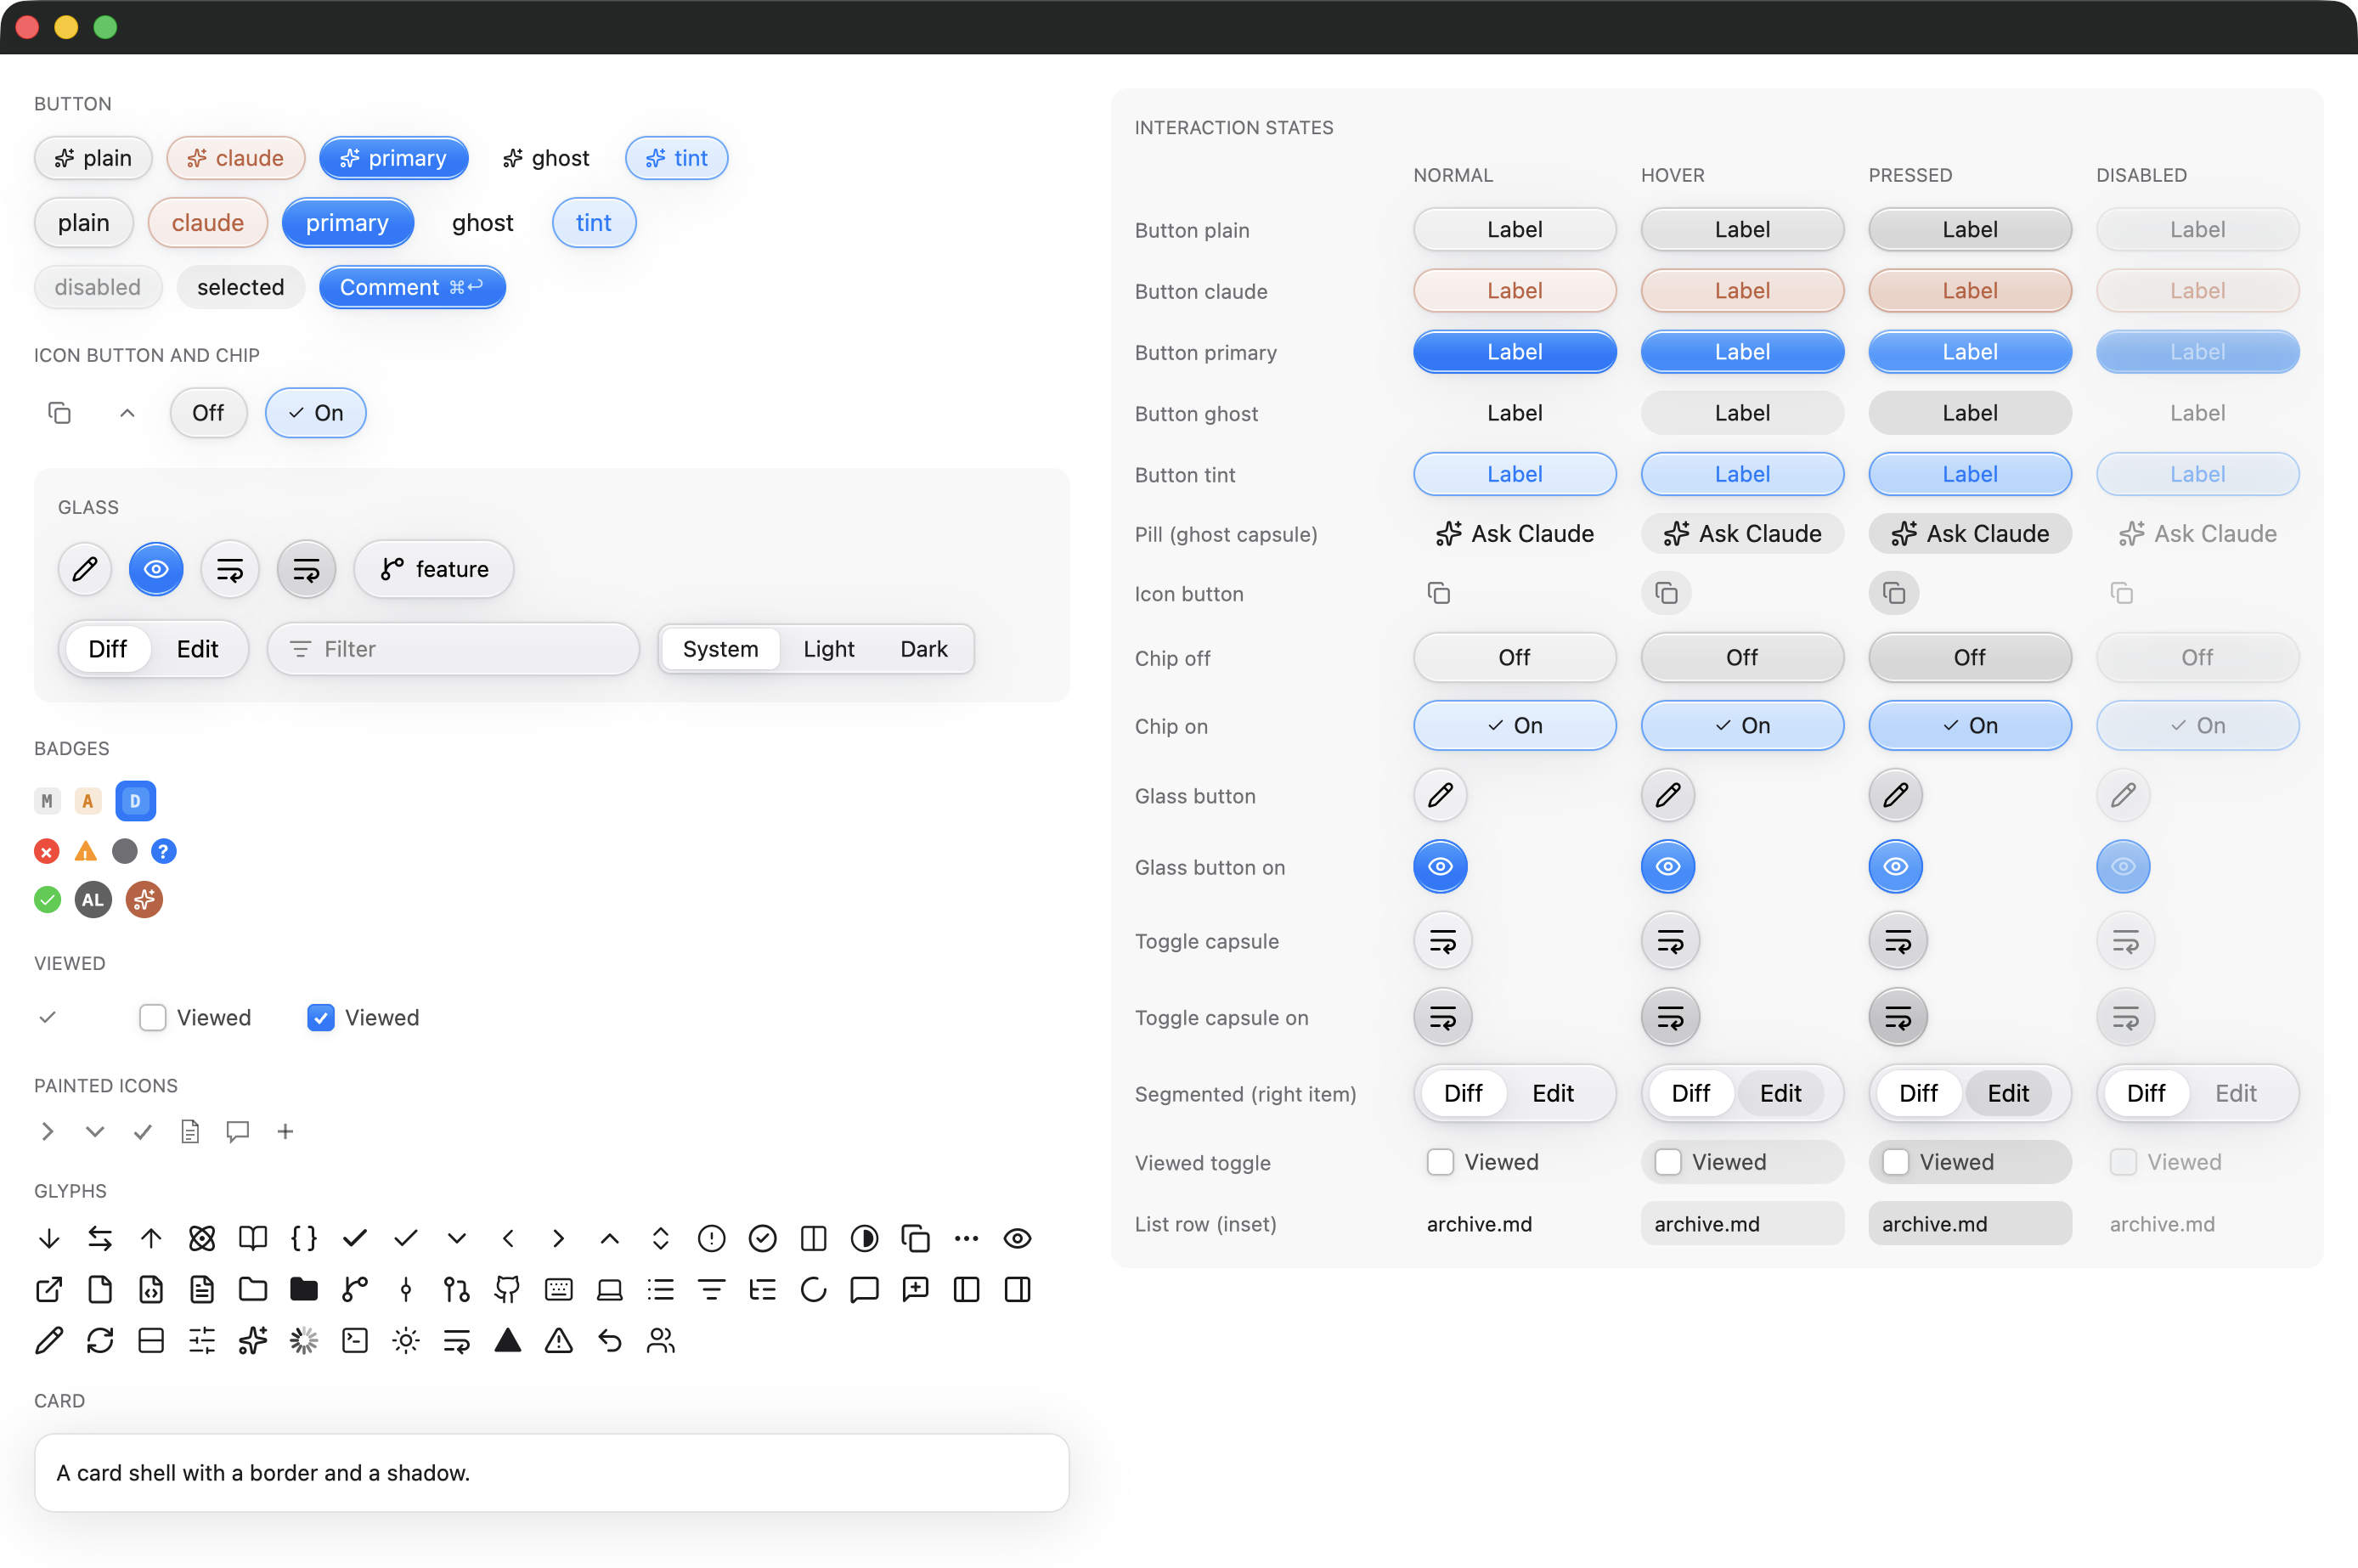 BUTTON
plain claude primary ghost tint
plain claude primary ghost tint
disabled selected Comment ⌘↩
ICON BUTTON AND CHIP
Off On
GLASS
feature
Diff Edit Filter System Light Dark
BADGES
M A D
?
AL
VIEWED
Viewed Viewed
PAINTED ICONS
GLYPHS
CARD
A card shell with a border and a shadow.
INTERACTION STATES
NORMAL HOVER PRESSED DISABLED
Button plain Label Label Label Label
Button claude Label Label Label Label
Button primary Label Label Label Label
Button ghost Label Label Label Label
Button tint Label Label Label Label
Pill (ghost capsule) Ask Claude Ask Claude Ask Claude Ask Claude
Icon button
Chip off Off Off Off Off
Chip on On On On On
Glass button
Glass button on
Toggle capsule
Toggle capsule on
Segmented (right item) Diff Edit Diff Edit Diff Edit Diff Edit
Viewed toggle Viewed Viewed Viewed Viewed
List row (inset) archive.md archive.md archive.md archive.md